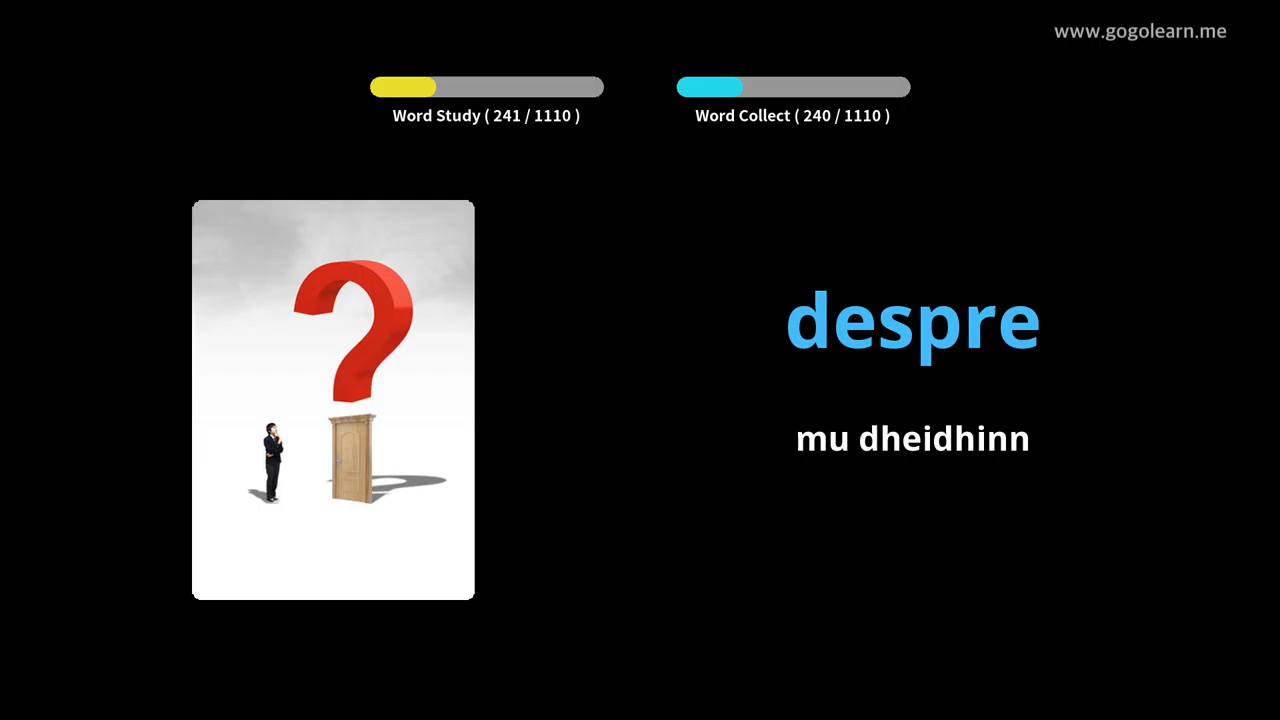 www.gogolearn.me
Word Study ( 241 / 1110 )
Word Collect ( 240 / 1110 )
despre
mu dheidhinn